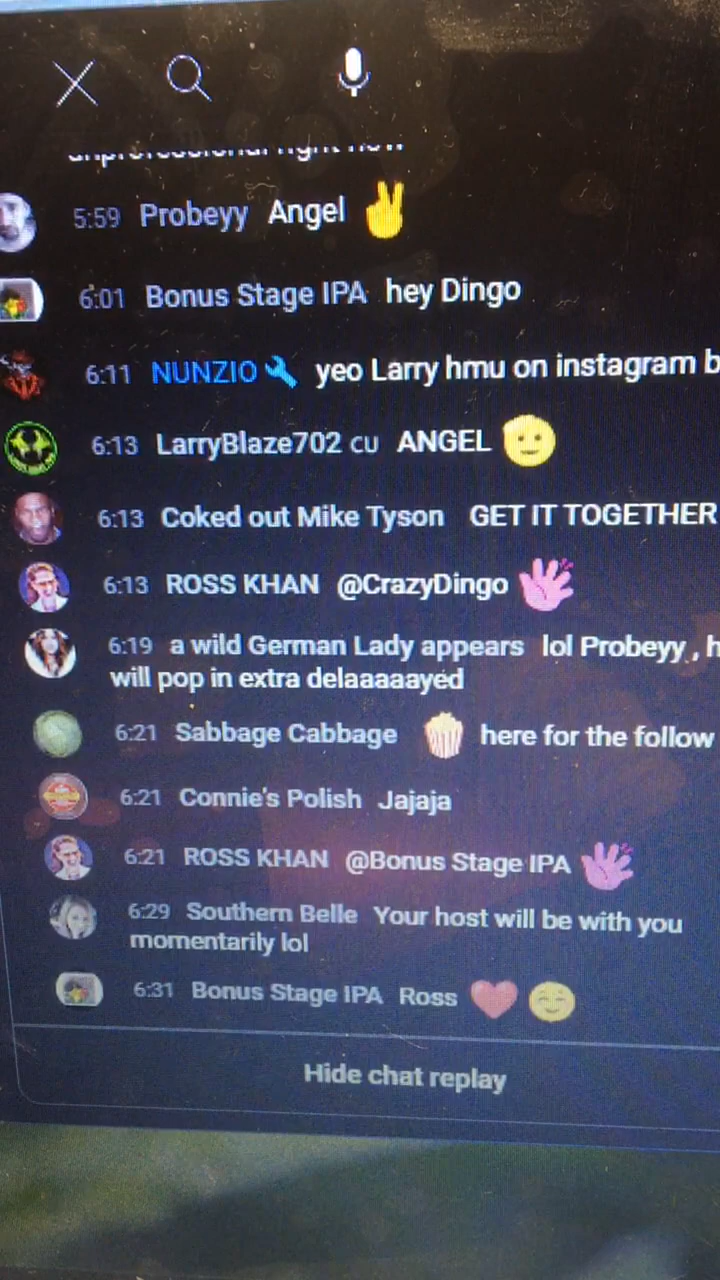 unprofessional right now
5:59 Probeyy Angel ✌
6:01 Bonus Stage IPA hey Dingo
6:11 NUNZIO yeo Larry hmu on instagram b
6:13 LarryBlaze702 CU ANGEL
6:13 Coked out Mike Tyson GET IT TOGETHER
6:13 ROSS KHAN @CrazyDingo
6:19 a wild German Lady appears lol Probeyy , h
will pop in extra delaaaaayed
6:21 Sabbage Cabbage 🍿 here for the follow
6:21 Connie's Polish Jajaja
6:21 ROSS KHAN @Bonus Stage IPA
6:29 Southern Belle Your host will be with you
momentarily lol
6:31 Bonus Stage IPA Ross
Hide chat replay